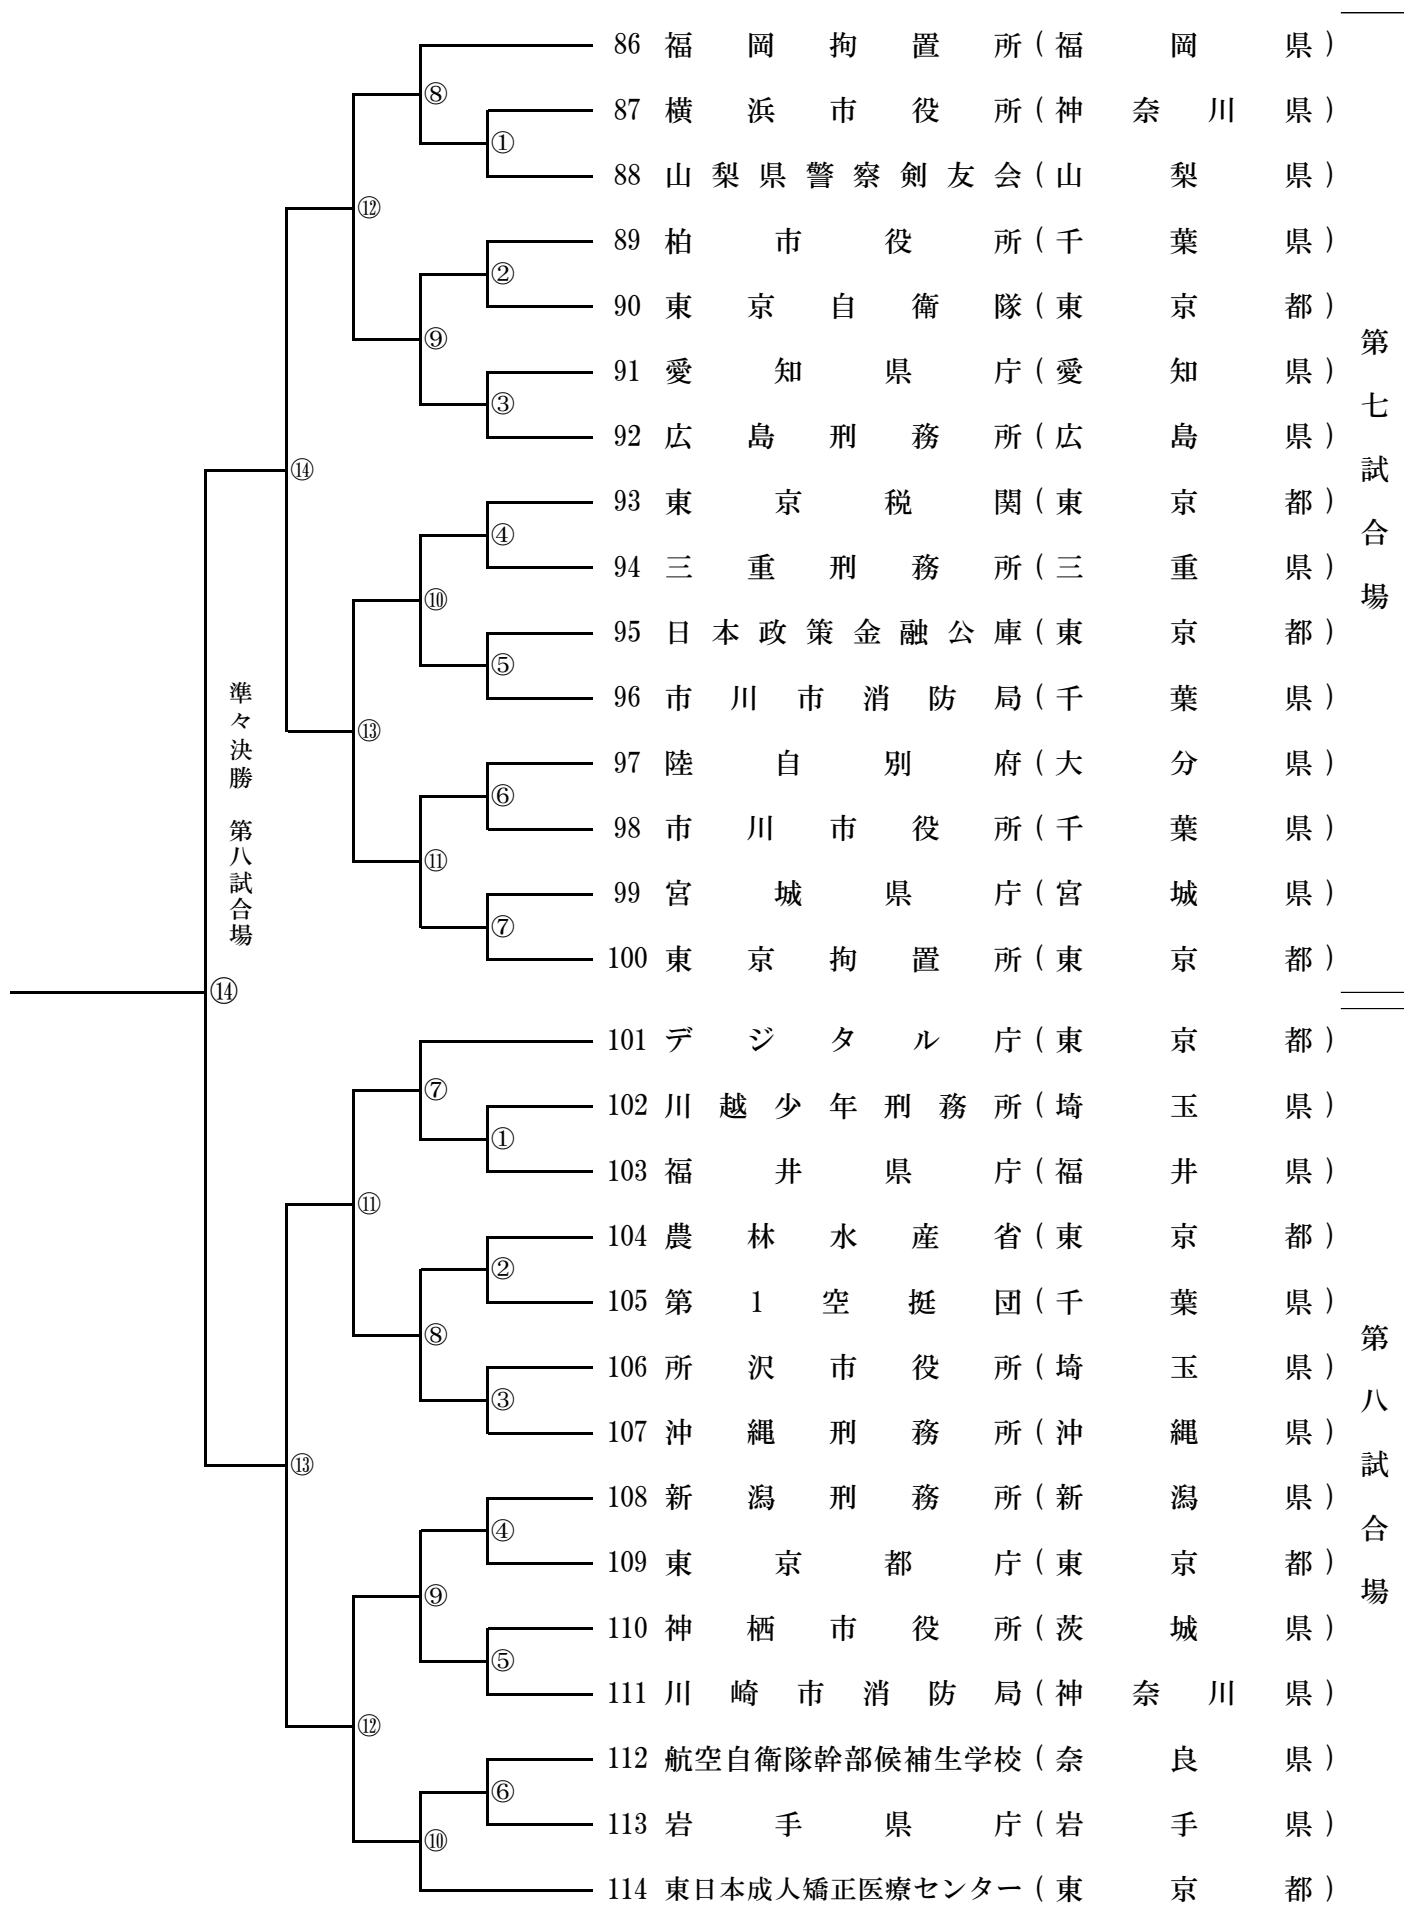 86 福岡拘置所(福岡県)
⑧
87 横浜市役所(神奈川県)
①
88 山梨県警察剣友会(山梨県)
⑫
89 柏市役所(千葉県)
②
90 東京自衛隊(東京都)
⑨
91 愛知県庁(愛知県)
③
92 広島刑務所(広島県)
⑭
93 東京税関(東京都)
④
94 三重刑務所(三重県)
⑩
95 日本政策金融公庫(東京都)
⑤
96 市川市消防局(千葉県)
⑬
97 陸自別府(大分県)
⑥
98 市川市役所(千葉県)
⑪
99 宮城県庁(宮城県)
⑦
100 東京拘置所(東京都)
第七試合場
準々決勝 第八試合場
⑭
101 デジタル庁(東京都)
⑦
102 川越少年刑務所(埼玉県)
①
103 福井県庁(福井県)
⑪
104 農林水産省(東京都)
②
105 第1空挺団(千葉県)
⑧
106 所沢市役所(埼玉県)
③
107 沖縄刑務所(沖縄県)
⑬
108 新潟刑務所(新潟県)
④
109 東京都庁(東京都)
⑨
110 神栖市役所(茨城県)
⑤
111 川崎市消防局(神奈川県)
⑫
112 航空自衛隊幹部候補生学校(奈良県)
⑥
113 岩手県庁(岩手県)
⑩
114 東日本成人矯正医療センター(東京都)
第八試合場